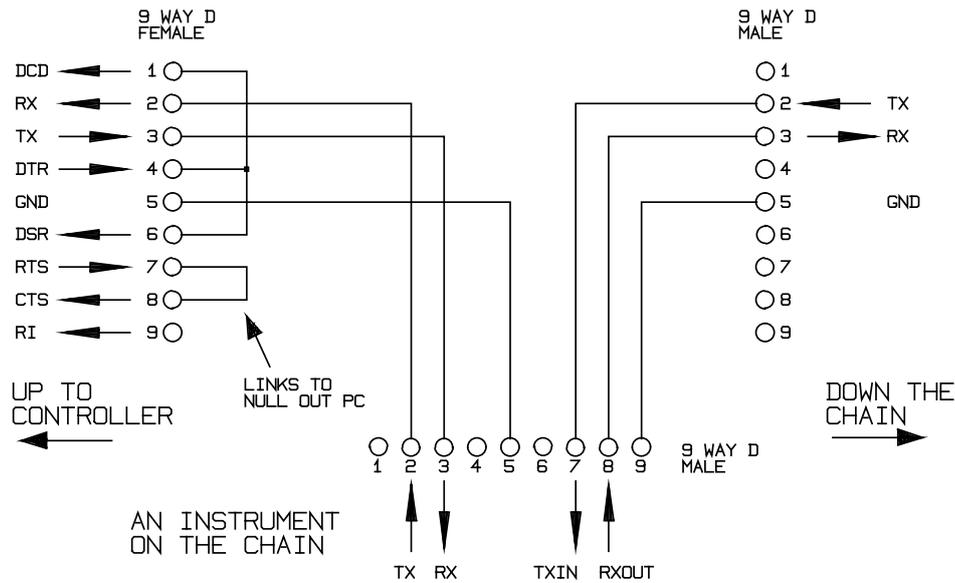 9 WAY D
FEMALE
9 WAY D
MALE
DCD 1
RX 2
TX 3
DTR 4
GND 5
DSR 6
RTS 7
CTS 8
RI 9
1
2 TX
3 RX
4
5 GND
6
7
8
9
LINKS TO
NULL OUT PC
UP TO
CONTROLLER
DOWN THE
CHAIN
1 2 3 4 5 6 7 8 9
9 WAY D
MALE
AN INSTRUMENT
ON THE CHAIN
TX RX TXIN RXOUT